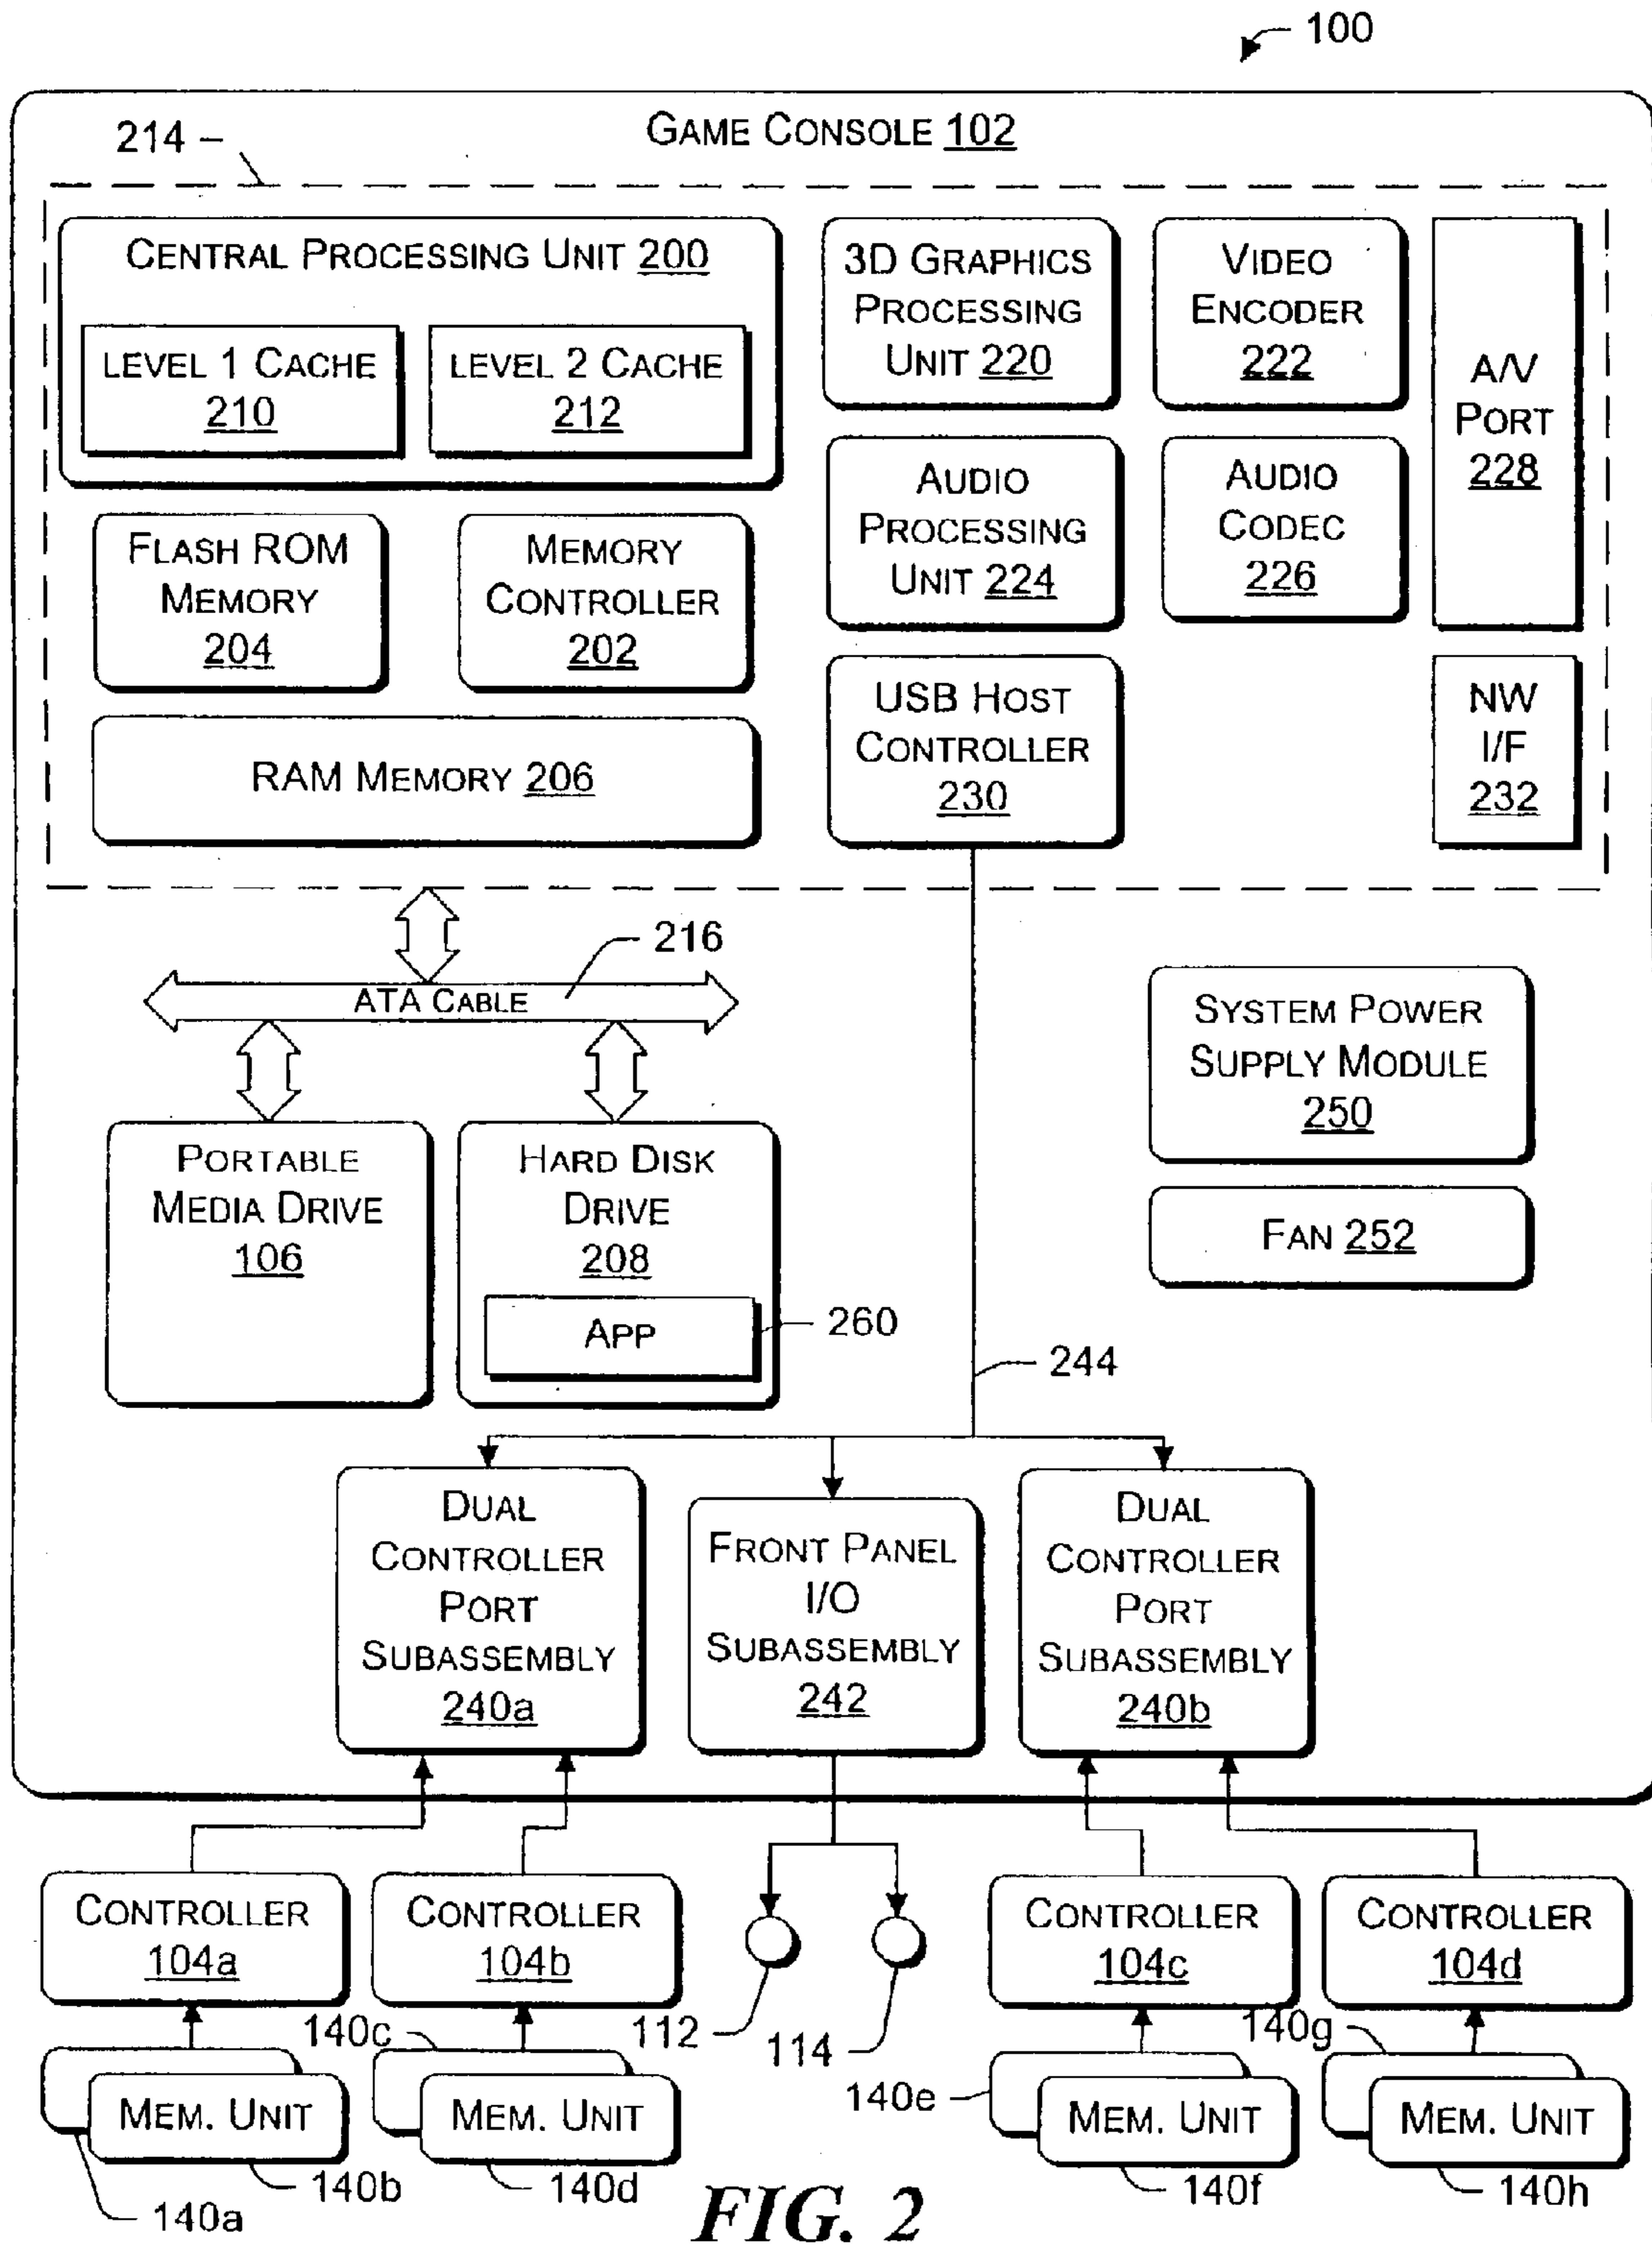 100
GAME CONSOLE 102
214
CENTRAL PROCESSING UNIT 200
LEVEL 1 CACHE
210
LEVEL 2 CACHE
212
3D GRAPHICS
PROCESSING
UNIT 220
VIDEO
ENCODER
222
A/V
PORT
228
FLASH ROM
MEMORY
204
MEMORY
CONTROLLER
202
AUDIO
PROCESSING
UNIT 224
AUDIO
CODEC
226
RAM MEMORY 206
USB HOST
CONTROLLER
230
NW
I/F
232
216
ATA CABLE
SYSTEM POWER
SUPPLY MODULE
250
PORTABLE
MEDIA DRIVE
106
HARD DISK
DRIVE
208
APP
260
FAN 252
244
DUAL
CONTROLLER
PORT
SUBASSEMBLY
240a
FRONT PANEL
I/O
SUBASSEMBLY
242
DUAL
CONTROLLER
PORT
SUBASSEMBLY
240b
CONTROLLER
104a
CONTROLLER
104b
CONTROLLER
104c
CONTROLLER
104d
112
114
140c
140e
140g
MEM. UNIT
MEM. UNIT
MEM. UNIT
MEM. UNIT
140a
140b
140d
140f
140h
FIG. 2